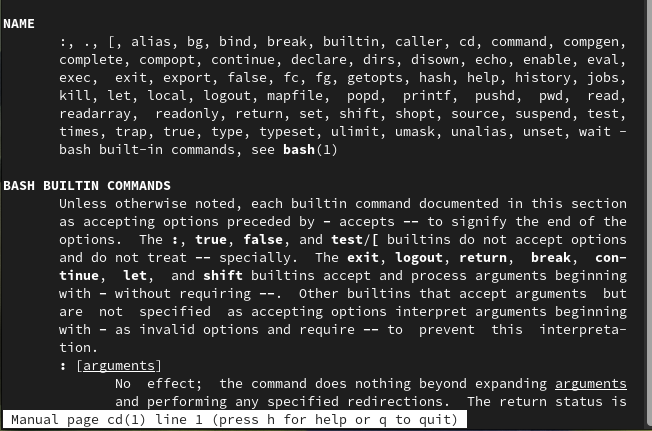 NAME
:, ., [, alias, bg, bind, break, builtin, caller, cd, command, compgen,
complete, compopt, continue, declare, dirs, disown, echo, enable, eval,
exec, exit, export, false, fc, fg, getopts, hash, help, history, jobs,
kill, let, local, logout, mapfile, popd, printf, pushd, pwd, read,
readarray, readonly, return, set, shift, shopt, source, suspend, test,
times, trap, true, type, typeset, ulimit, umask, unalias, unset, wait -
bash built-in commands, see bash(1)
BASH BUILTIN COMMANDS
Unless otherwise noted, each builtin command documented in this section
as accepting options preceded by - accepts -- to signify the end of the
options. The :, true, false, and test/[ builtins do not accept options
and do not treat -- specially. The exit, logout, return, break, con-
tinue, let, and shift builtins accept and process arguments beginning
with - without requiring --. Other builtins that accept arguments but
are not specified as accepting options interpret arguments beginning
with - as invalid options and require -- to prevent this interpreta-
tion.
: [arguments]
No effect; the command does nothing beyond expanding arguments
and performing any specified redirections. The return status is
Manual page cd(1) line 1 (press h for help or q to quit)